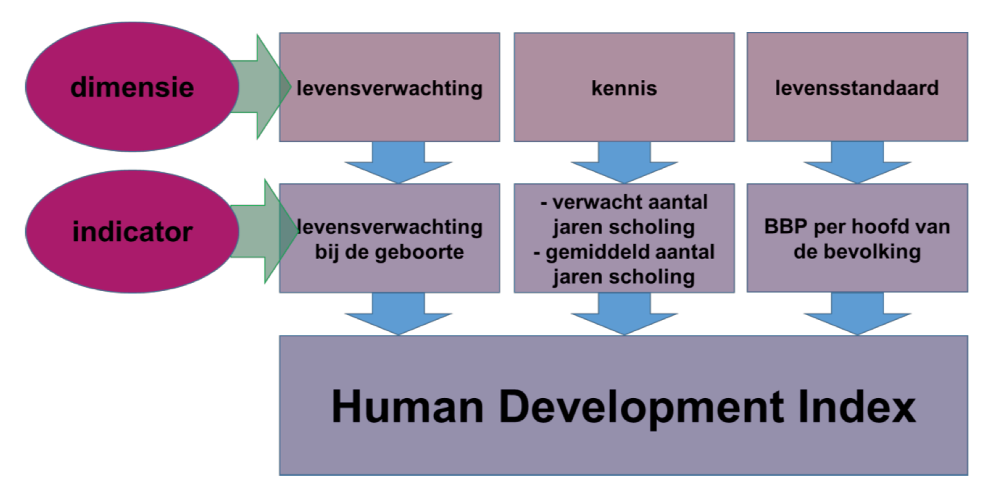 dimensie
levensverwachting
kennis
levensstandaard
indicator
levensverwachting
bij de geboorte
- verwacht aantal
jaren scholing
- gemiddeld aantal
jaren scholing
BBP per hoofd van
de bevolking
Human Development Index